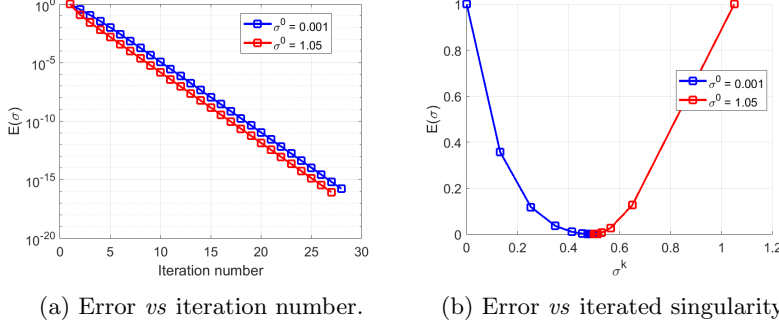 10^0
10^-5
10^-10
10^-15
10^-20
E(σ)
0 5 10 15 20 25 30
Iteration number
σ^0 = 0.001
σ^0 = 1.05
1
0.8
0.6
0.4
0.2
0
E(σ)
0 0.2 0.4 0.6 0.8 1 1.2
σ^k
σ^0 = 0.001
σ^0 = 1.05
(a) Error vs iteration number.
(b) Error vs iterated singularity